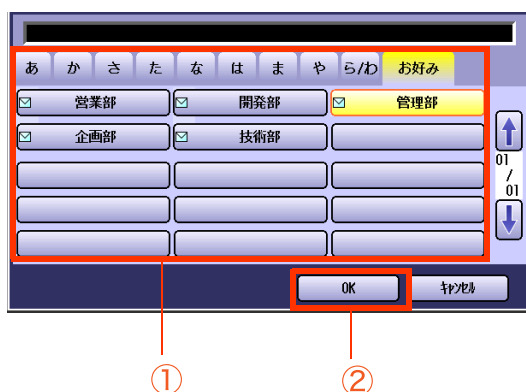 あ か さ た な は ま や ら/わ お好み
営業部 開発部 管理部
企画部 技術部
01
/
01
OK ｷｬﾝｾﾙ
① ②